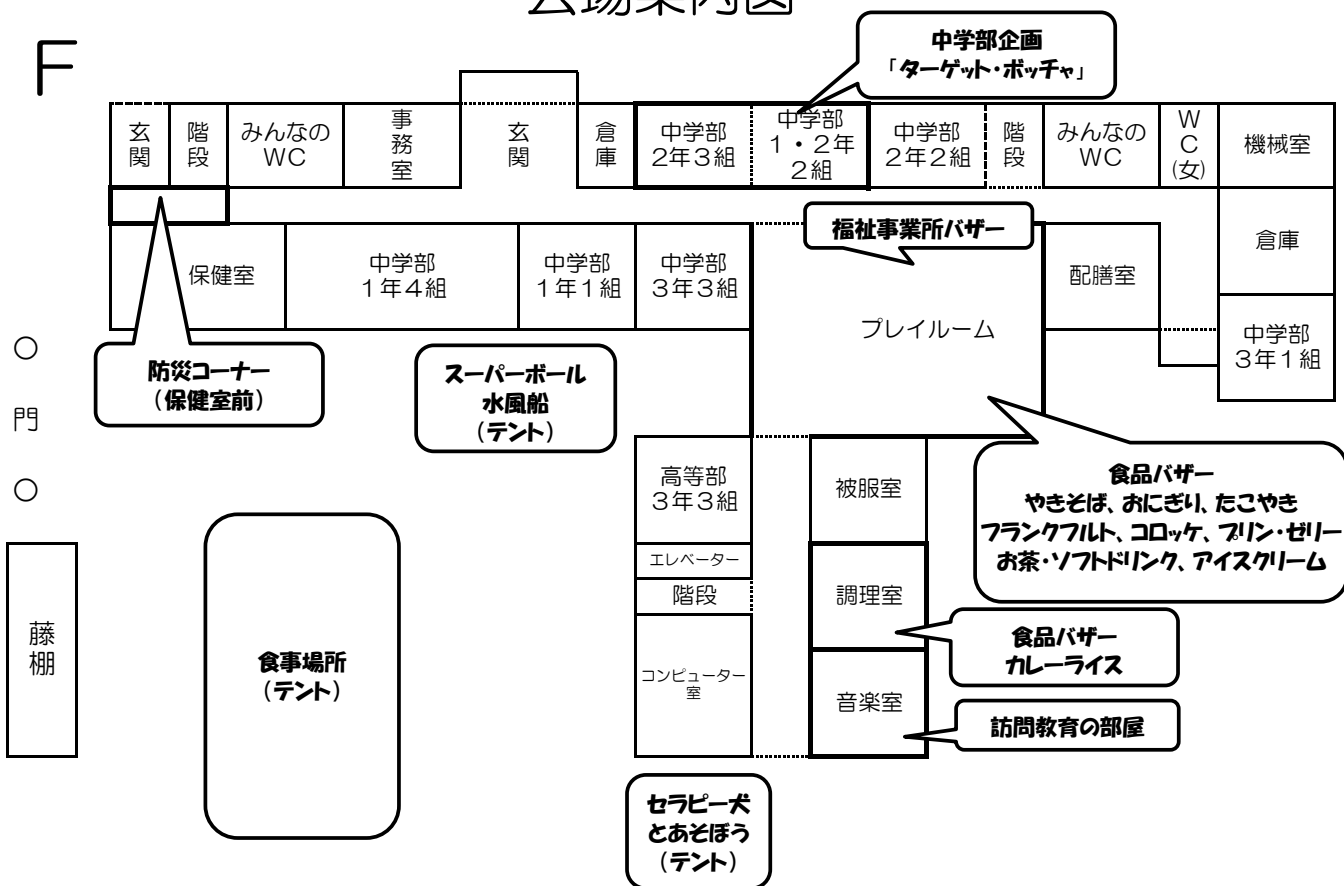 会場案内図
F
中学部企画
「ターゲット・ボッチャ」
玄関
階段
みんなの
WC
事務室
玄関
倉庫
中学部
2年3組
中学部
1・2年
2組
中学部
2年2組
階段
みんなの
WC
WC
(女)
機械室
福祉事業所バザー
倉庫
保健室
中学部
1年4組
中学部
1年1組
中学部
3年3組
プレイルーム
配膳室
中学部
3年1組
防災コーナー
(保健室前)
スーパーボール
水風船
(テント)
○
門
○
高等部
3年3組
被服室
食品バザー
やきそば、おにぎり、たこやき
フランクフルト、コロッケ、プリン・ゼリー
お茶・ソフトドリンク、アイスクリーム
エレベーター
階段
調理室
食品バザー
カレーライス
藤棚
食事場所
(テント)
コンピューター
室
音楽室
訪問教育の部屋
セラピー犬
とあそぼう
(テント)